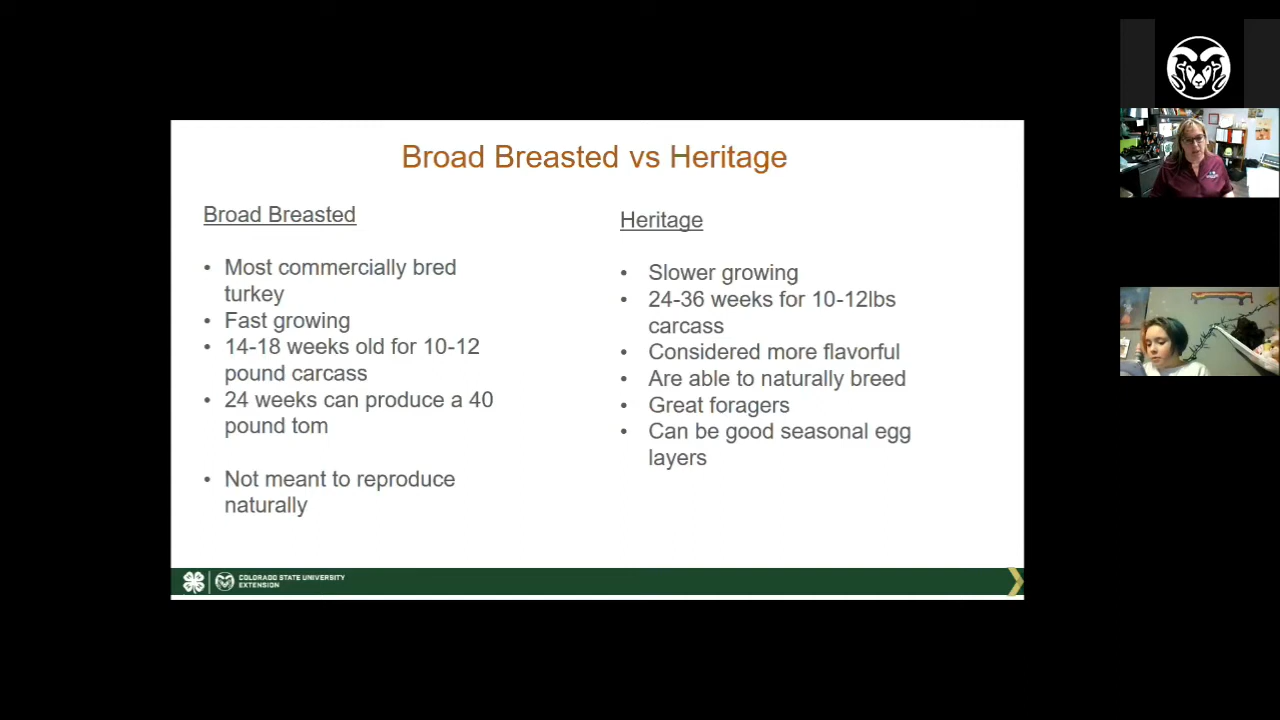 Broad Breasted vs Heritage
Broad Breasted
• Most commercially bred
turkey
• Fast growing
• 14-18 weeks old for 10-12
pound carcass
• 24 weeks can produce a 40
pound tom
• Not meant to reproduce
naturally
Heritage
• Slower growing
• 24-36 weeks for 10-12lbs
carcass
• Considered more flavorful
• Are able to naturally breed
• Great foragers
• Can be good seasonal egg
layers
COLORADO STATE UNIVERSITY
EXTENSION